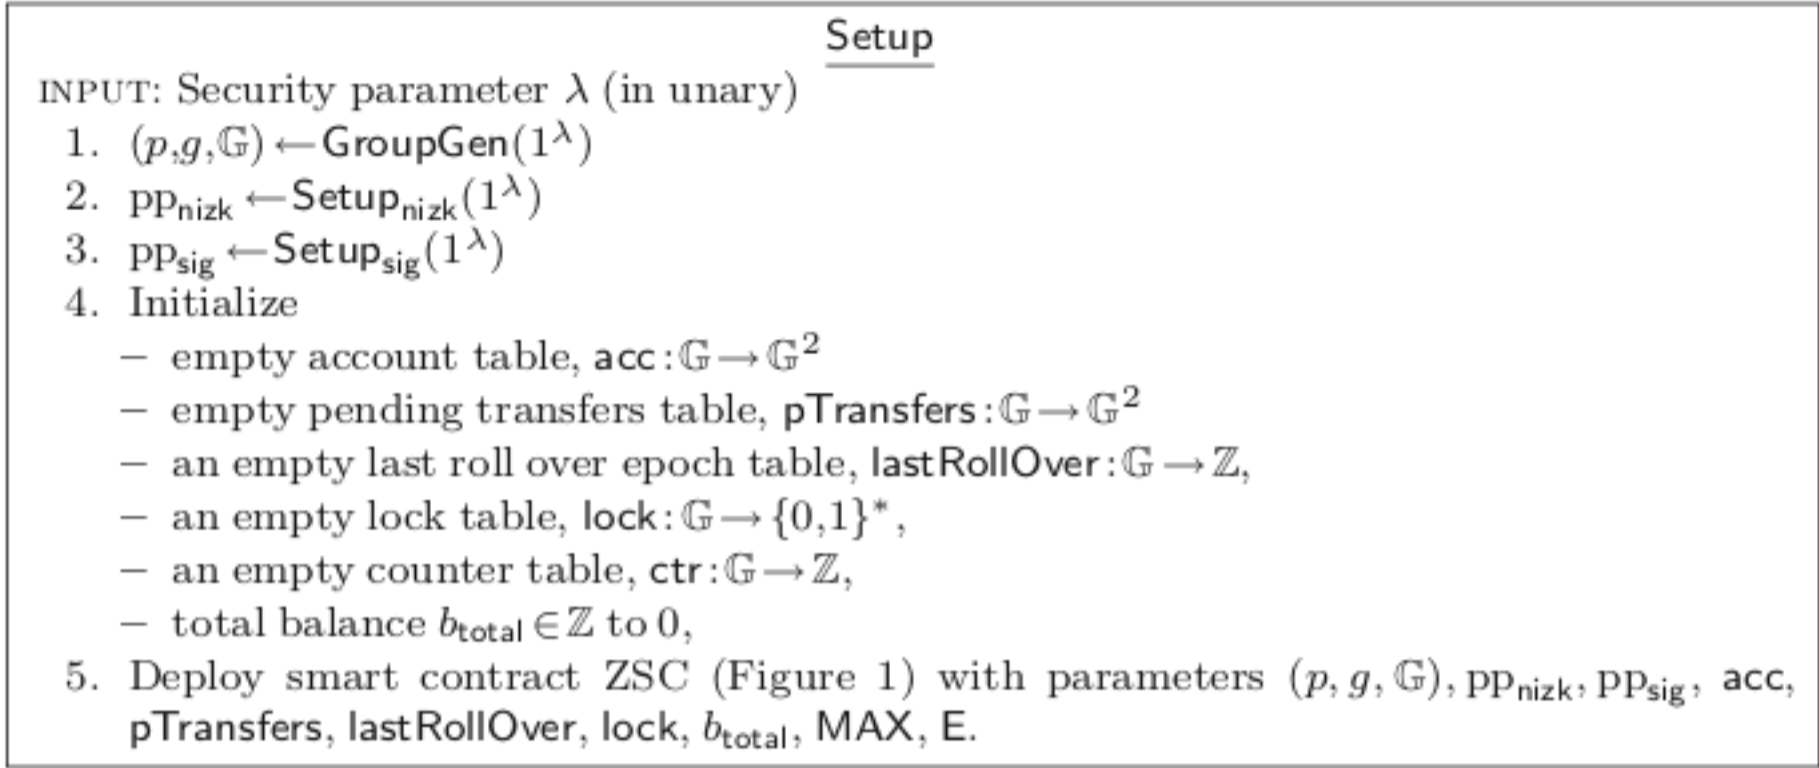 Setup
INPUT: Security parameter λ (in unary)
1. (p,g,𝔾) ← GroupGen(1^λ)
2. pp_nizk ← Setup_nizk(1^λ)
3. pp_sig ← Setup_sig(1^λ)
4. Initialize
– empty account table, acc : 𝔾 → 𝔾²
– empty pending transfers table, pTransfers : 𝔾 → 𝔾²
– an empty last roll over epoch table, lastRollOver : 𝔾 → ℤ,
– an empty lock table, lock : 𝔾 → {0,1}*,
– an empty counter table, ctr : 𝔾 → ℤ,
– total balance b_total ∈ ℤ to 0,
5. Deploy smart contract ZSC (Figure 1) with parameters (p, g, 𝔾), pp_nizk, pp_sig, acc,
pTransfers, lastRollOver, lock, b_total, MAX, E.